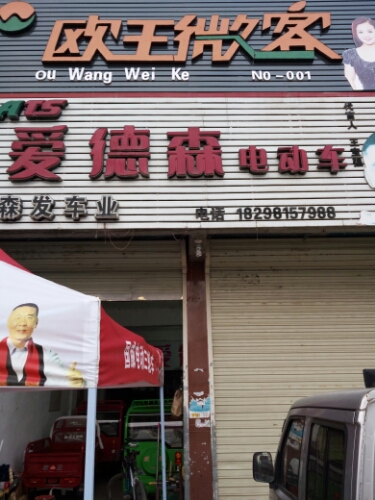 欧王微客
Ou Wang Wei Ke No-001
爱德森电动车
森发车业 电话 18298157988